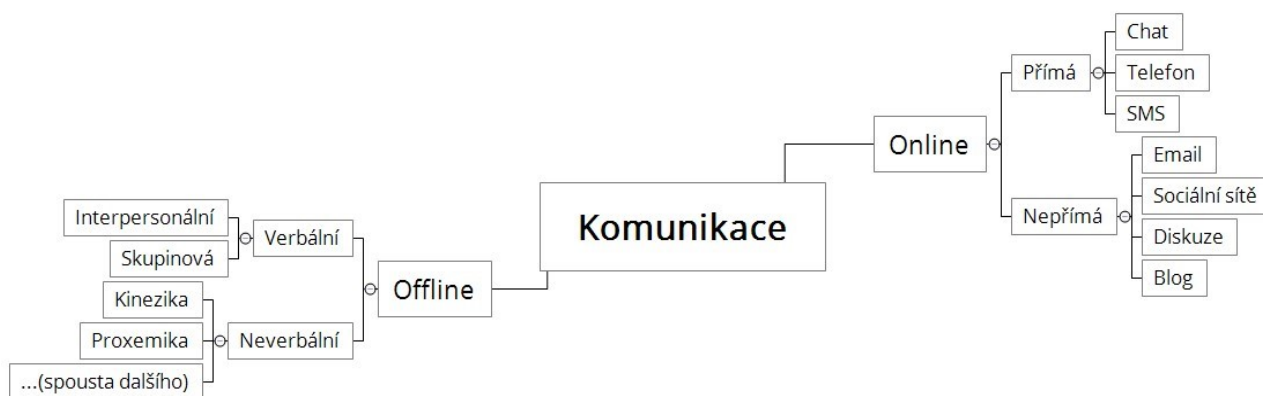 Komunikace
Online
Přímá
Chat
Telefon
SMS
Nepřímá
Email
Sociální sítě
Diskuze
Blog
Offline
Verbální
Interpersonální
Skupinová
Neverbální
Kinezika
Proxemika
...(spousta dalšího)